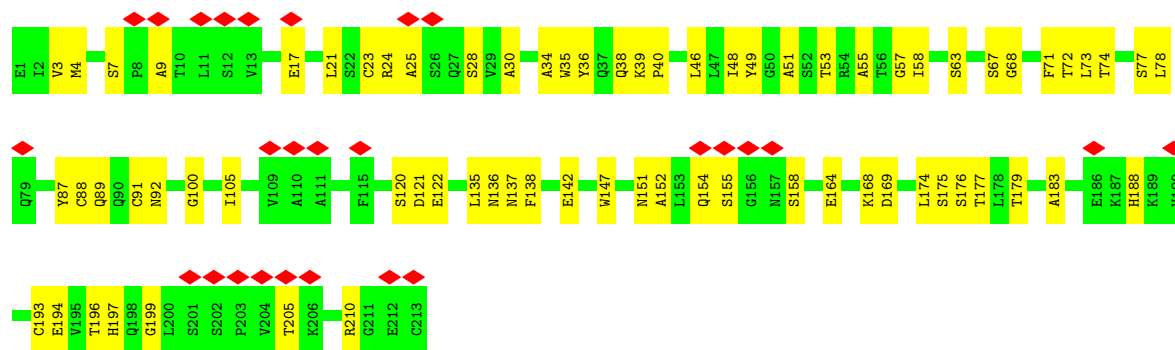 E1 I2 V3 M4 S7 P8 A9 T10 L11 S12 V13 E17 L21 S22 C23 R24 A25 S26 Q27 S28 V29 A30 A34 W35 Y36 Q37 Q38 K39 P40 L46 L47 I48 Y49 G50 A51 S52 T53 R54 A55 T56 G57 I58 S63 S67 G68 F71 T72 L73 T74 S77 L78
Q79 Y87 C88 Q89 Q90 C91 N92 G100 I105 V109 A110 A111 F115 S120 D121 E122 L135 N136 N137 F138 E142 W147 N151 A152 L153 Q154 S155 G156 N157 S158 E164 K168 D169 L174 S175 S176 T177 L178 T179 A183 E186 K187 H188 K189
C193 E194 V195 T196 H197 Q198 G199 L200 S201 S202 P203 V204 T205 K206 R210 G211 E212 C213